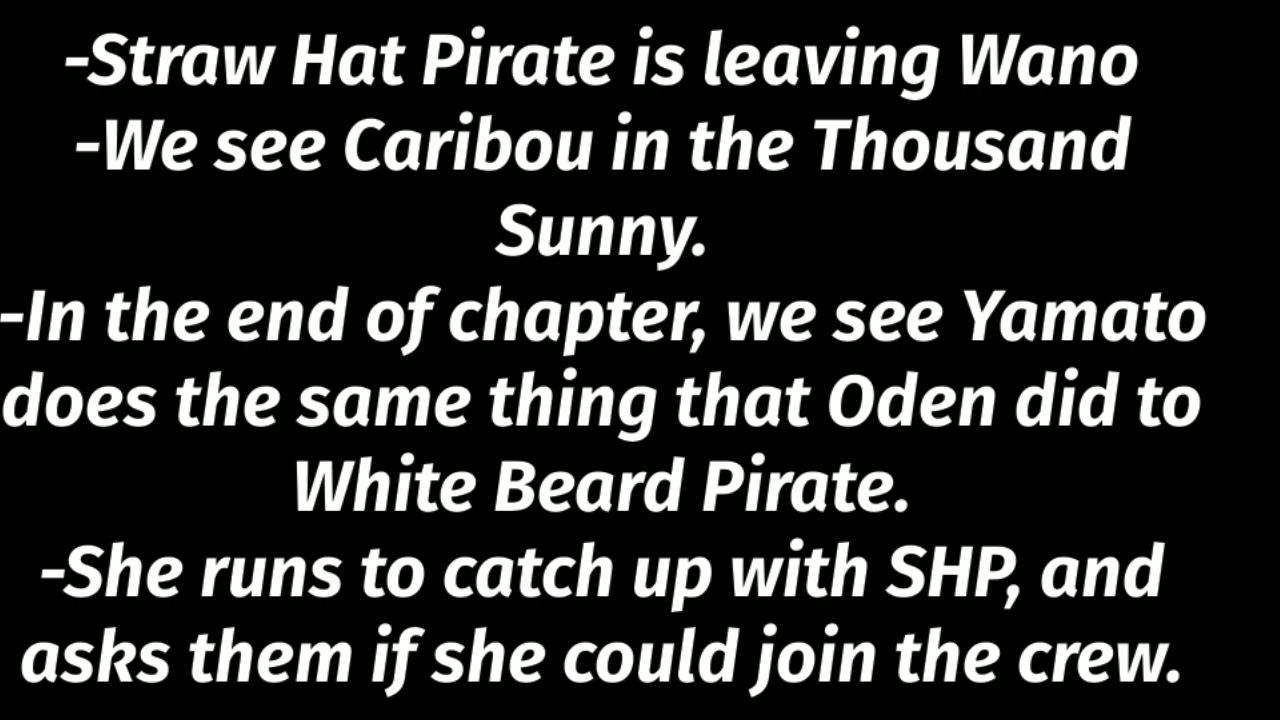 -Straw Hat Pirate is leaving Wano
-We see Caribou in the Thousand
Sunny.
-In the end of chapter, we see Yamato
does the same thing that Oden did to
White Beard Pirate.
-She runs to catch up with SHP, and
asks them if she could join the crew.